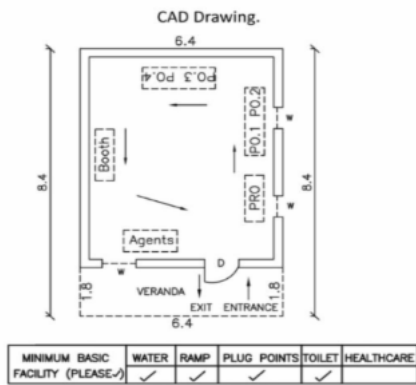 CAD Drawing.
6.4
PO.3 PO.4
8.4
8.4
PO.1 PO.2
W
Booth
PRO
W
Agents
W
D
1.8
VERANDA
EXIT
ENTRANCE
1.8
6.4
MINIMUM BASIC FACILITY (PLEASE✓)
WATER
RAMP
PLUG POINTS
TOILET
HEALTHCARE
✓ ✓ ✓ ✓